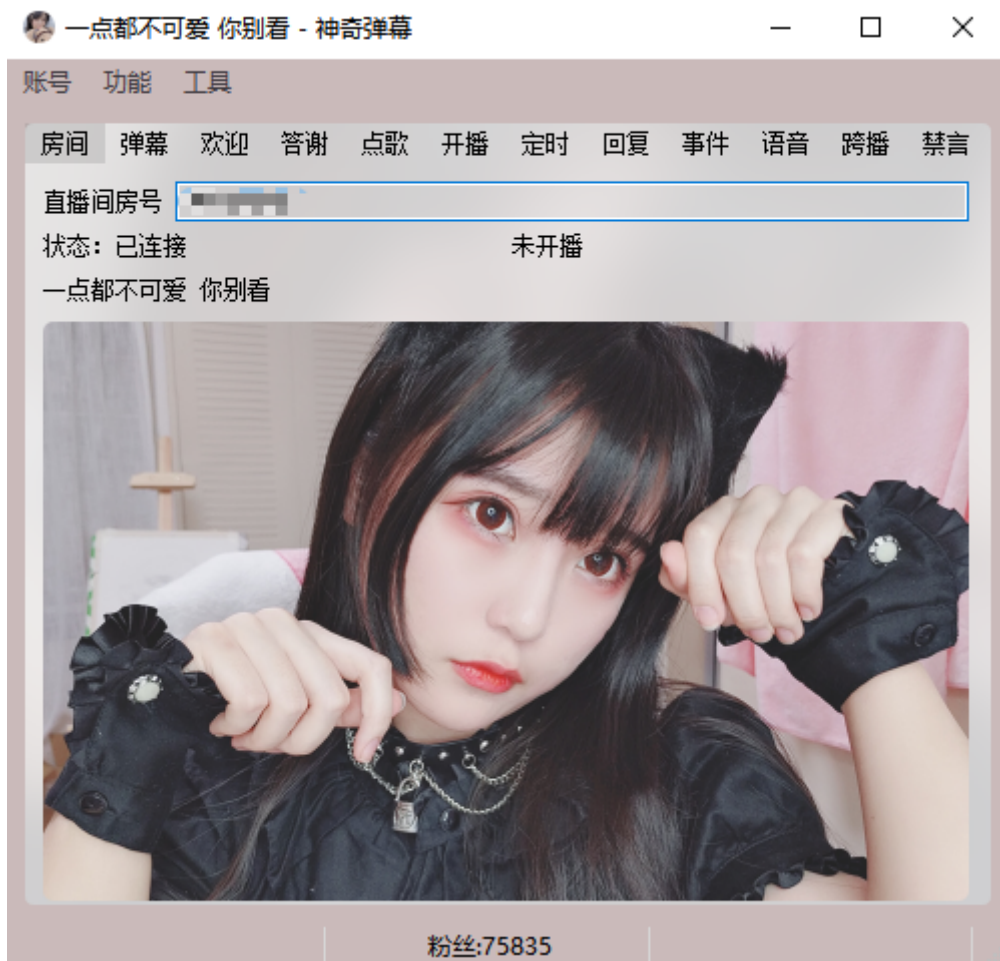 一点都不可爱 你别看 - 神奇弹幕
账号 功能 工具
房间 弹幕 欢迎 答谢 点歌 开播 定时 回复 事件 语音 跨播 禁言
直播间房号
状态：已连接 未开播
一点都不可爱 你别看
粉丝:75835